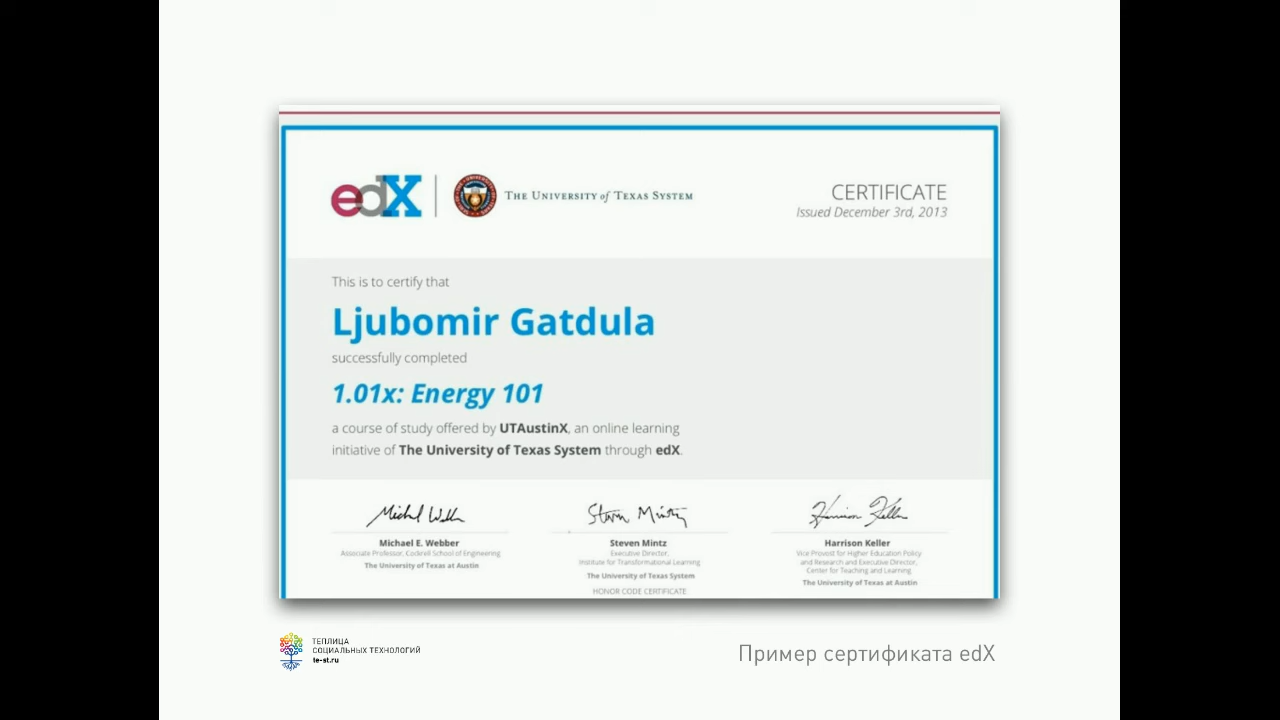 edX
THE UNIVERSITY of TEXAS SYSTEM
CERTIFICATE
Issued December 3rd, 2013
This is to certify that
Ljubomir Gatdula
successfully completed
1.01x: Energy 101
a course of study offered by UTAustinX, an online learning
initiative of The University of Texas System through edX.
Michael E. Webber
Associate Professor, Cockrell School of Engineering
The University of Texas at Austin
Steven Mintz
Executive Director,
Institute for Transformational Learning
The University of Texas System
HONOR CODE CERTIFICATE
Harrison Keller
Vice Provost for Higher Education Policy
and Research and Executive Director,
Center for Teaching and Learning
The University of Texas at Austin
ТЕПЛИЦА
СОЦИАЛЬНЫХ ТЕХНОЛОГИЙ
te-st.ru
Пример сертификата edX